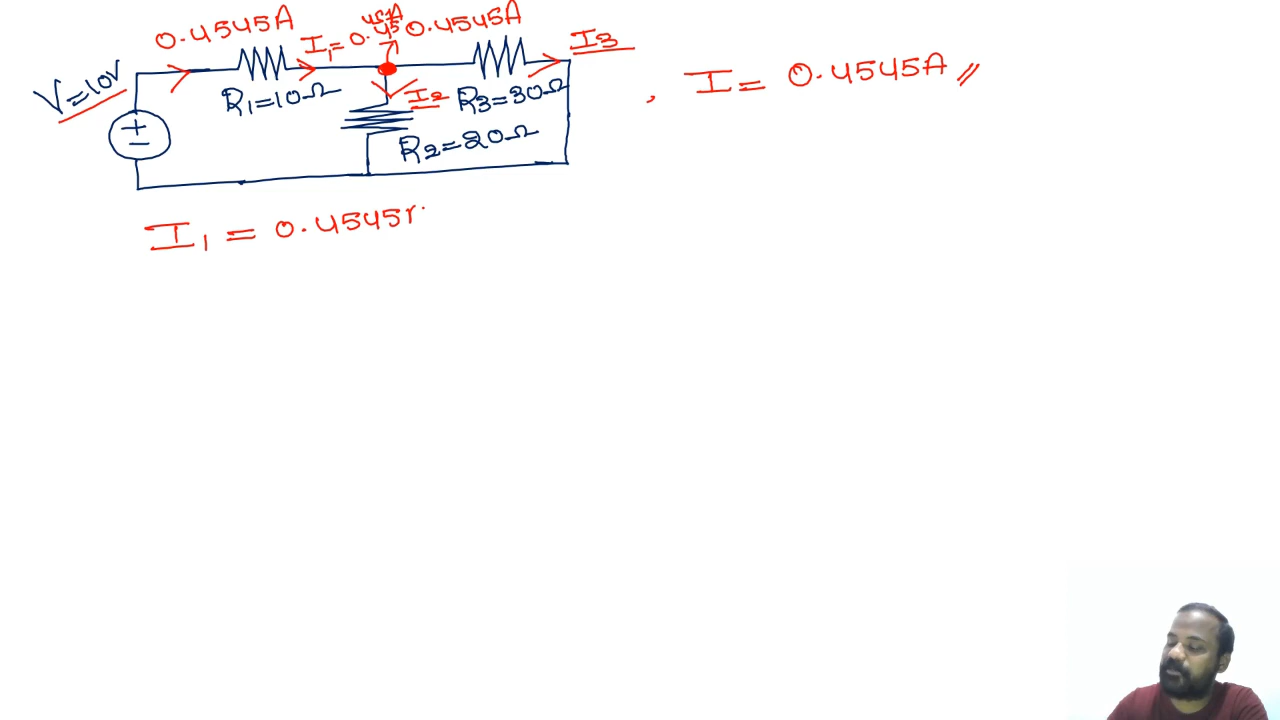 0.4545A
I₁= 0.45 0.4545A
I3
V=10V
R1=10Ω
I2
R3=30Ω
R2=20Ω
, I = 0.4545A //
+
I₁ = 0.4545